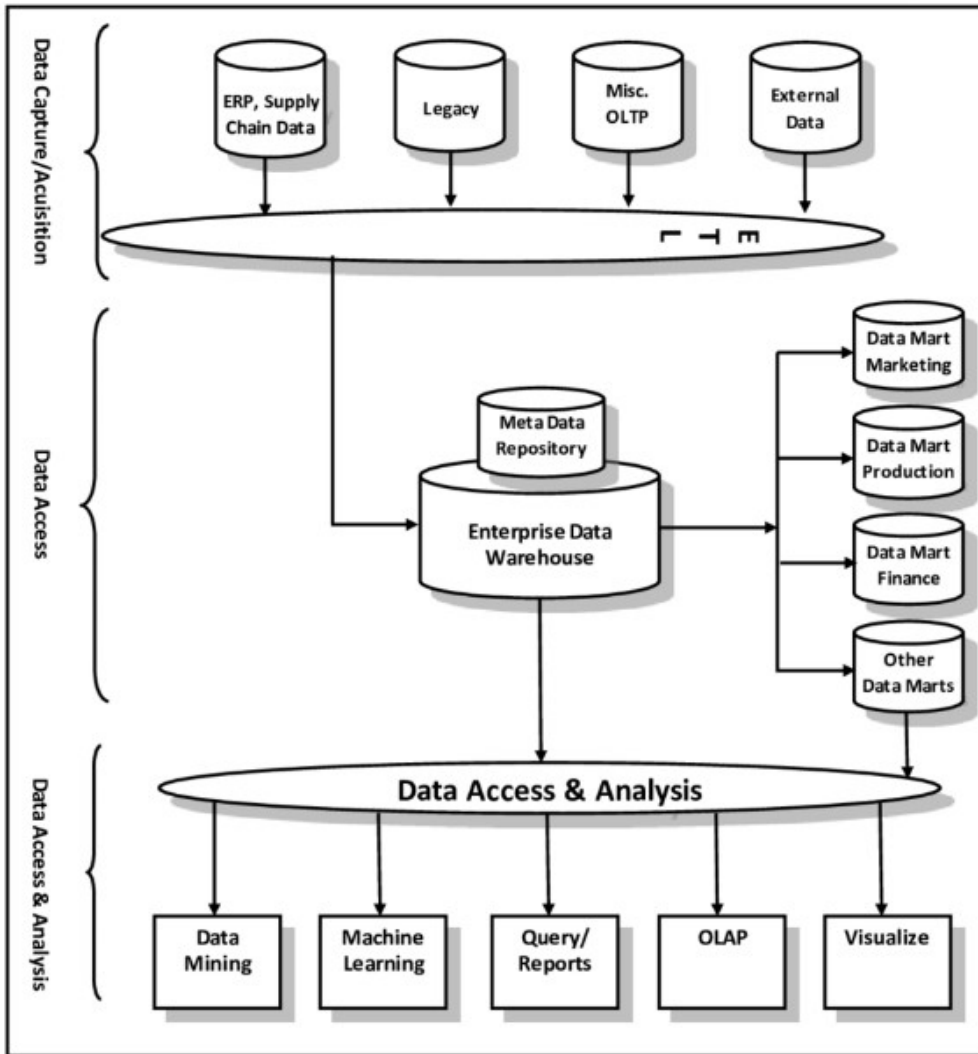 Data Capture/Acuisition
ERP, Supply
Chain Data
Legacy
Misc.
OLTP
External
Data
E T L
Data Access
Meta Data
Repository
Enterprise Data
Warehouse
Data Mart
Marketing
Data Mart
Production
Data Mart
Finance
Other
Data Marts
Data Access & Analysis
Data Access & Analysis
Data
Mining
Machine
Learning
Query/
Reports
OLAP
Visualize